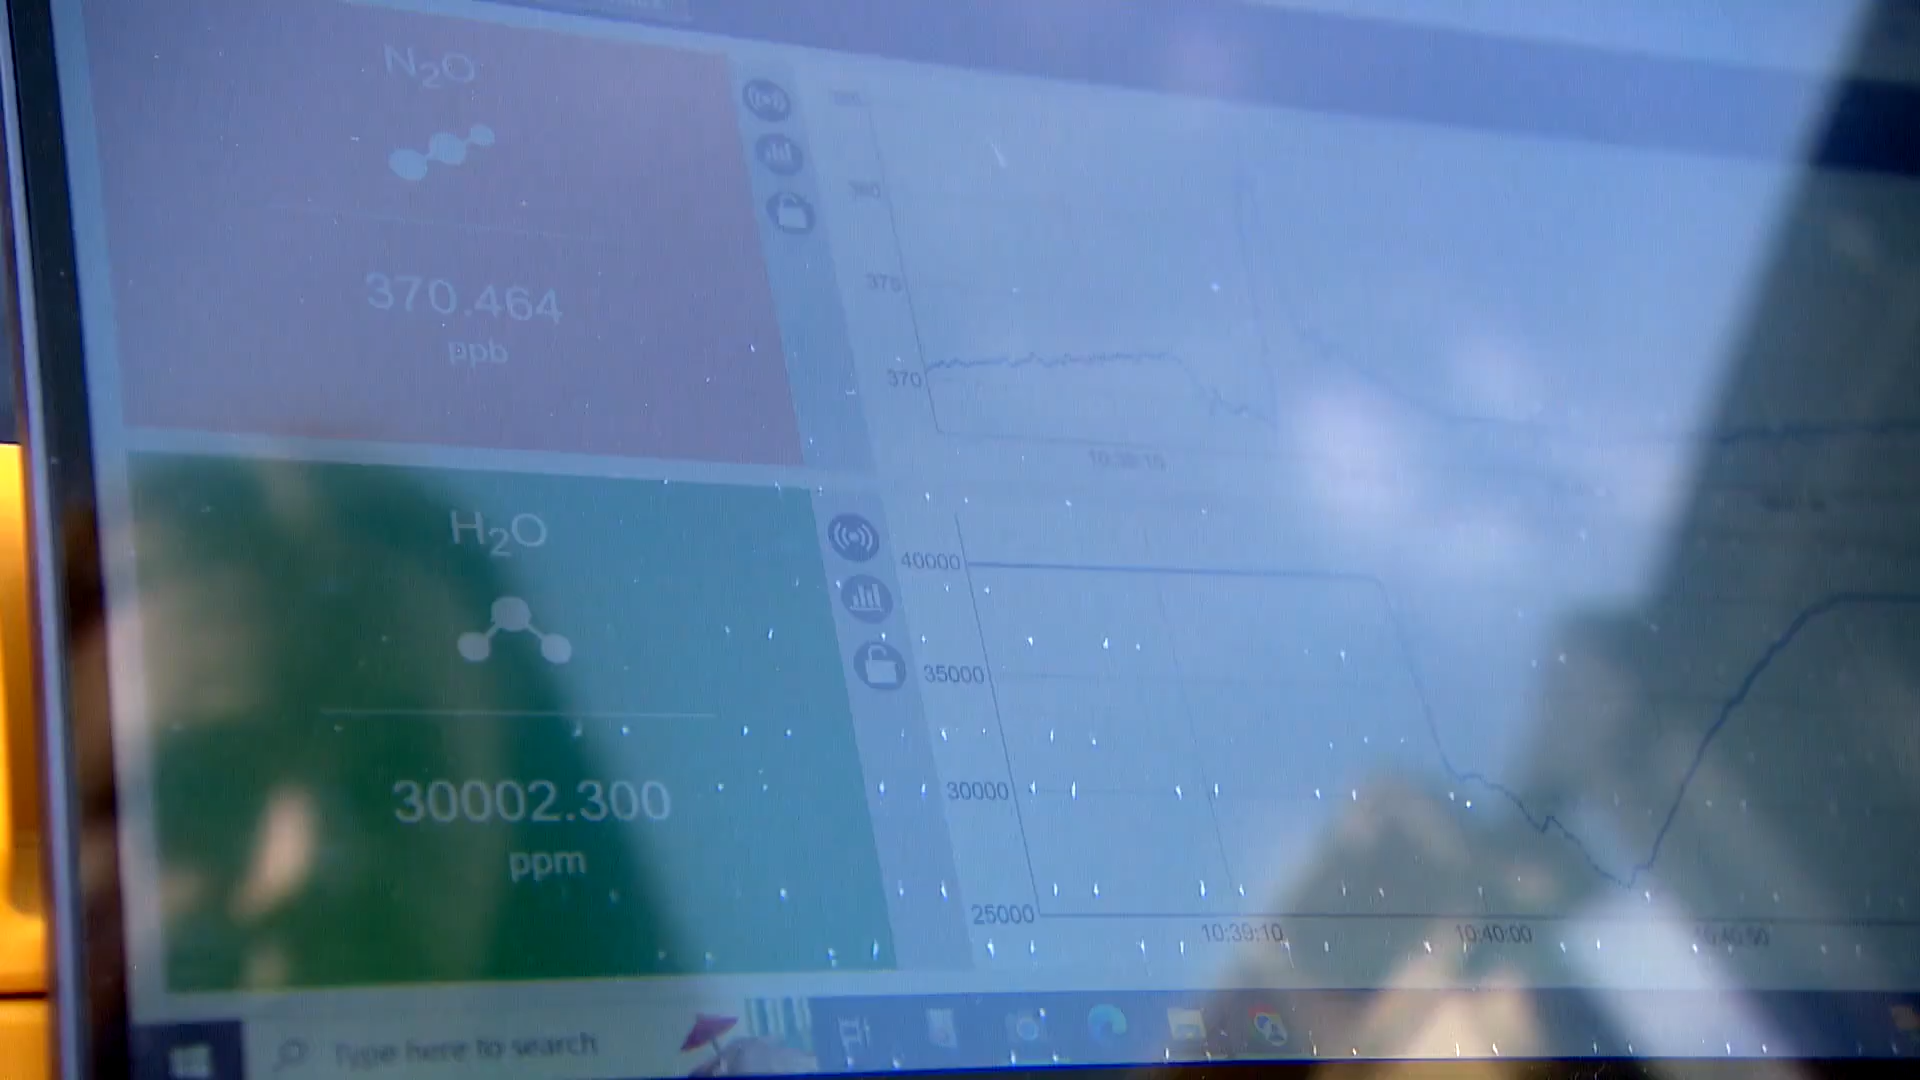 N₂O
370.464
ppb
380
375
370
H₂O
30002.300
ppm
40000
35000
30000
25000
10:39:10
10:40:00
Type here to search